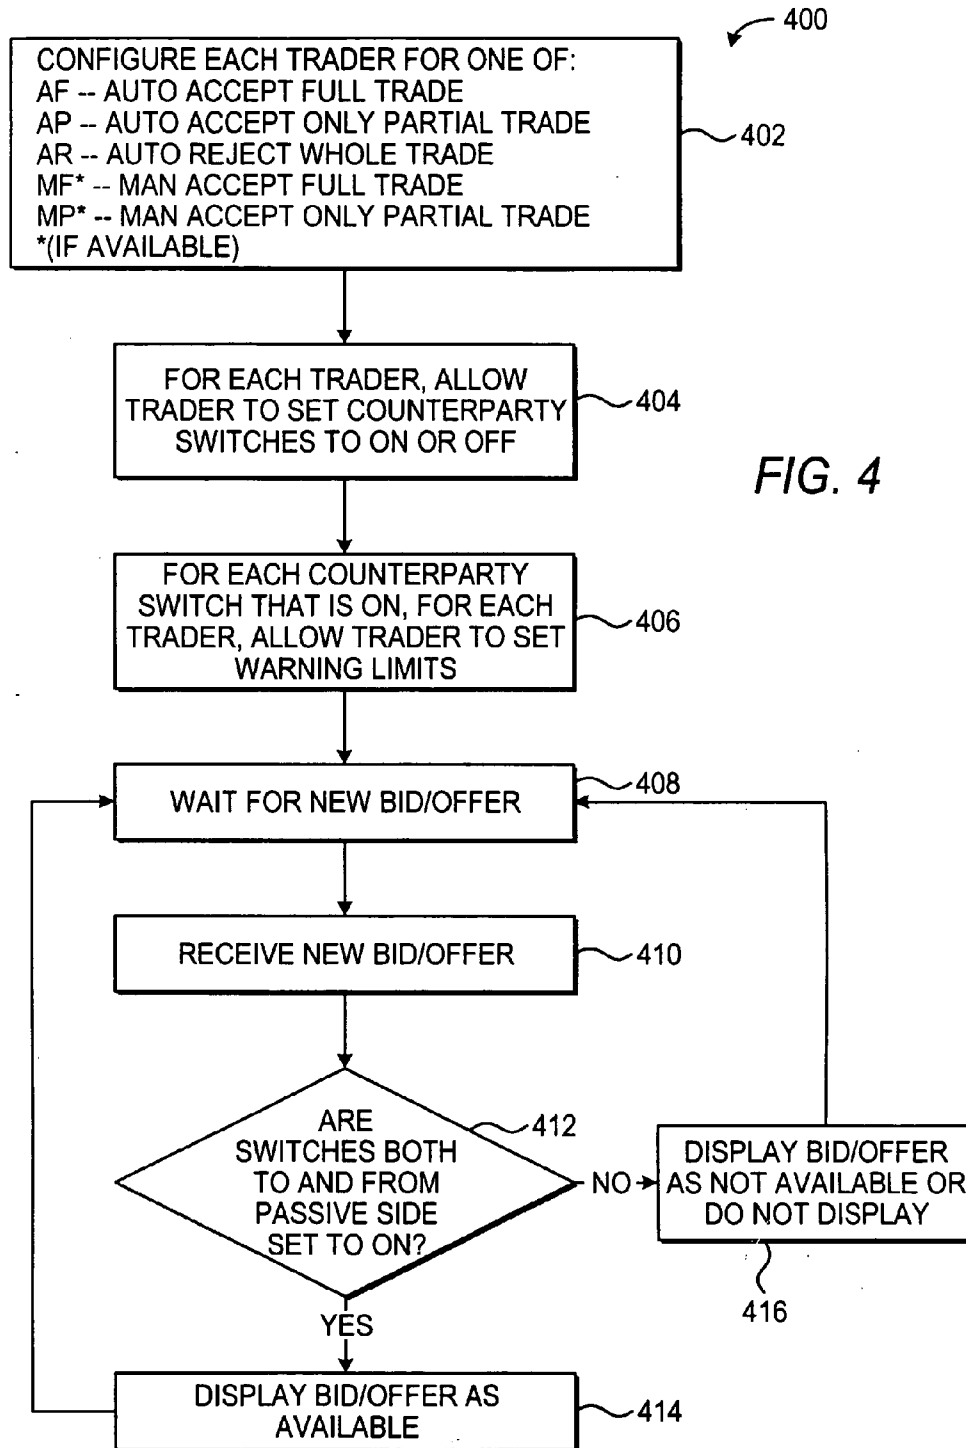 400
CONFIGURE EACH TRADER FOR ONE OF:
AF -- AUTO ACCEPT FULL TRADE
AP -- AUTO ACCEPT ONLY PARTIAL TRADE
AR -- AUTO REJECT WHOLE TRADE
MF* -- MAN ACCEPT FULL TRADE
MP* -- MAN ACCEPT ONLY PARTIAL TRADE
*(IF AVAILABLE)
402
FOR EACH TRADER, ALLOW
TRADER TO SET COUNTERPARTY
SWITCHES TO ON OR OFF
404
FIG. 4
FOR EACH COUNTERPARTY
SWITCH THAT IS ON, FOR EACH
TRADER, ALLOW TRADER TO SET
WARNING LIMITS
406
WAIT FOR NEW BID/OFFER
408
RECEIVE NEW BID/OFFER
410
ARE
SWITCHES BOTH
TO AND FROM
PASSIVE SIDE
SET TO ON?
412
NO
DISPLAY BID/OFFER
AS NOT AVAILABLE OR
DO NOT DISPLAY
416
YES
DISPLAY BID/OFFER AS
AVAILABLE
414